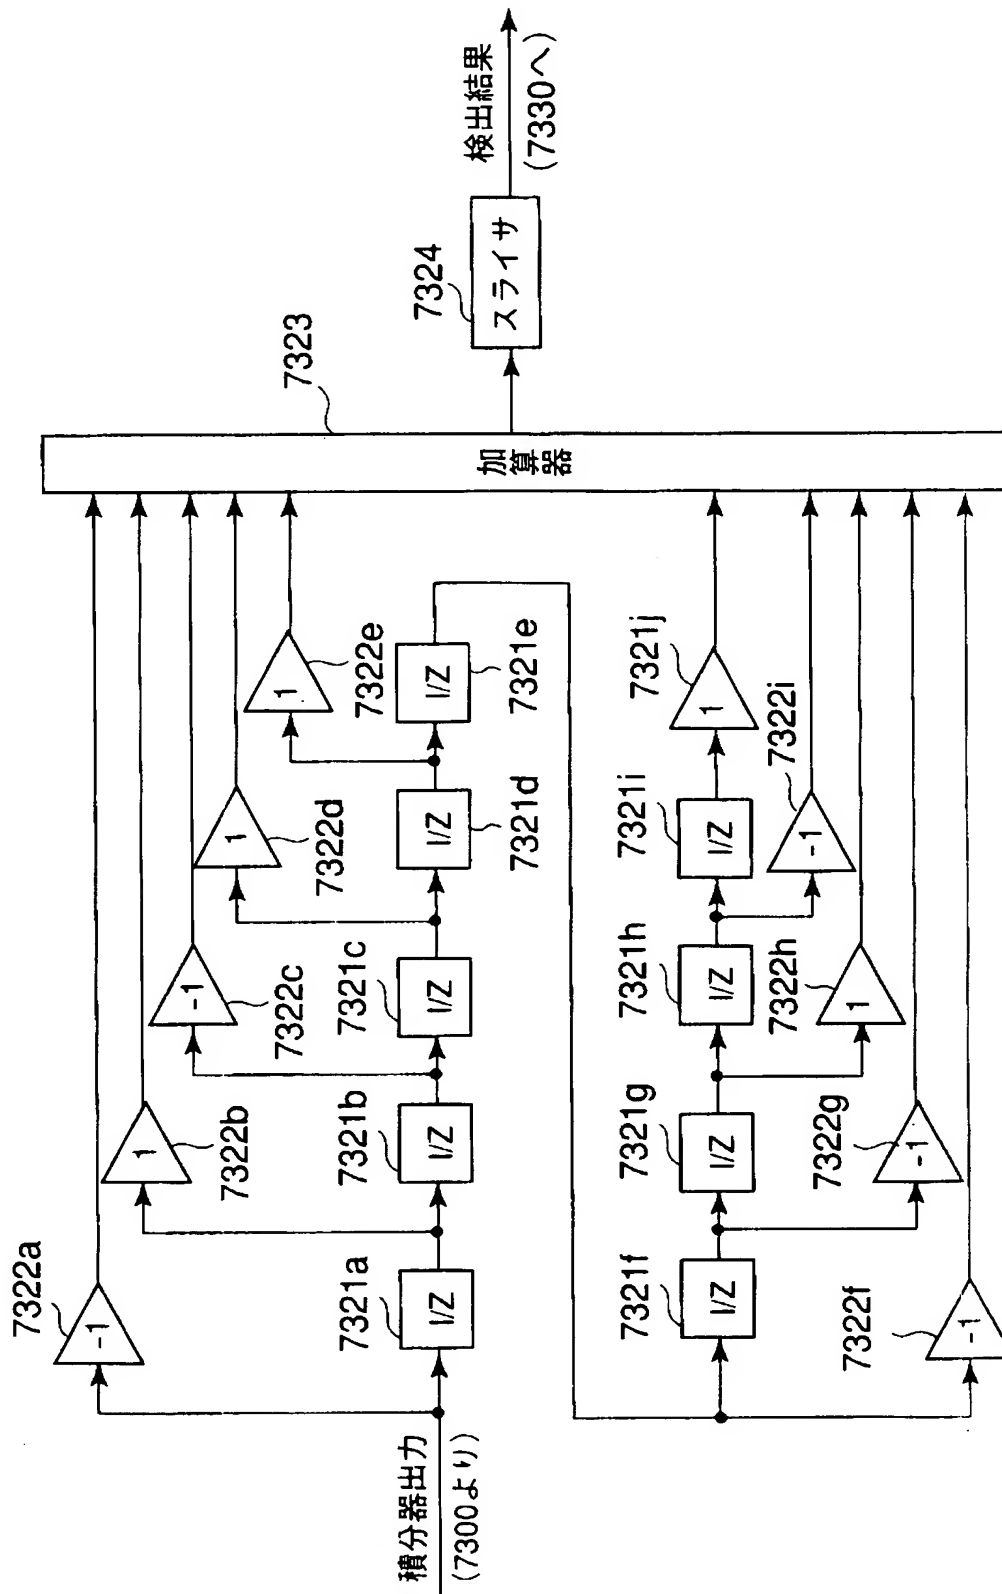 積分器出力
(7300より)
7322a
-1
7322b
1
7322c
-1
7322d
1
7322e
1
7321a
I/Z
7321b
I/Z
7321c
I/Z
7321d
I/Z
7321e
I/Z
7321f
I/Z
7321g
I/Z
7321h
I/Z
7321i
I/Z
7321j
1
7322f
-1
7322g
-1
7322h
1
7322i
-1
7323
加算器
7324
スライサ
検出結果
(7330へ)